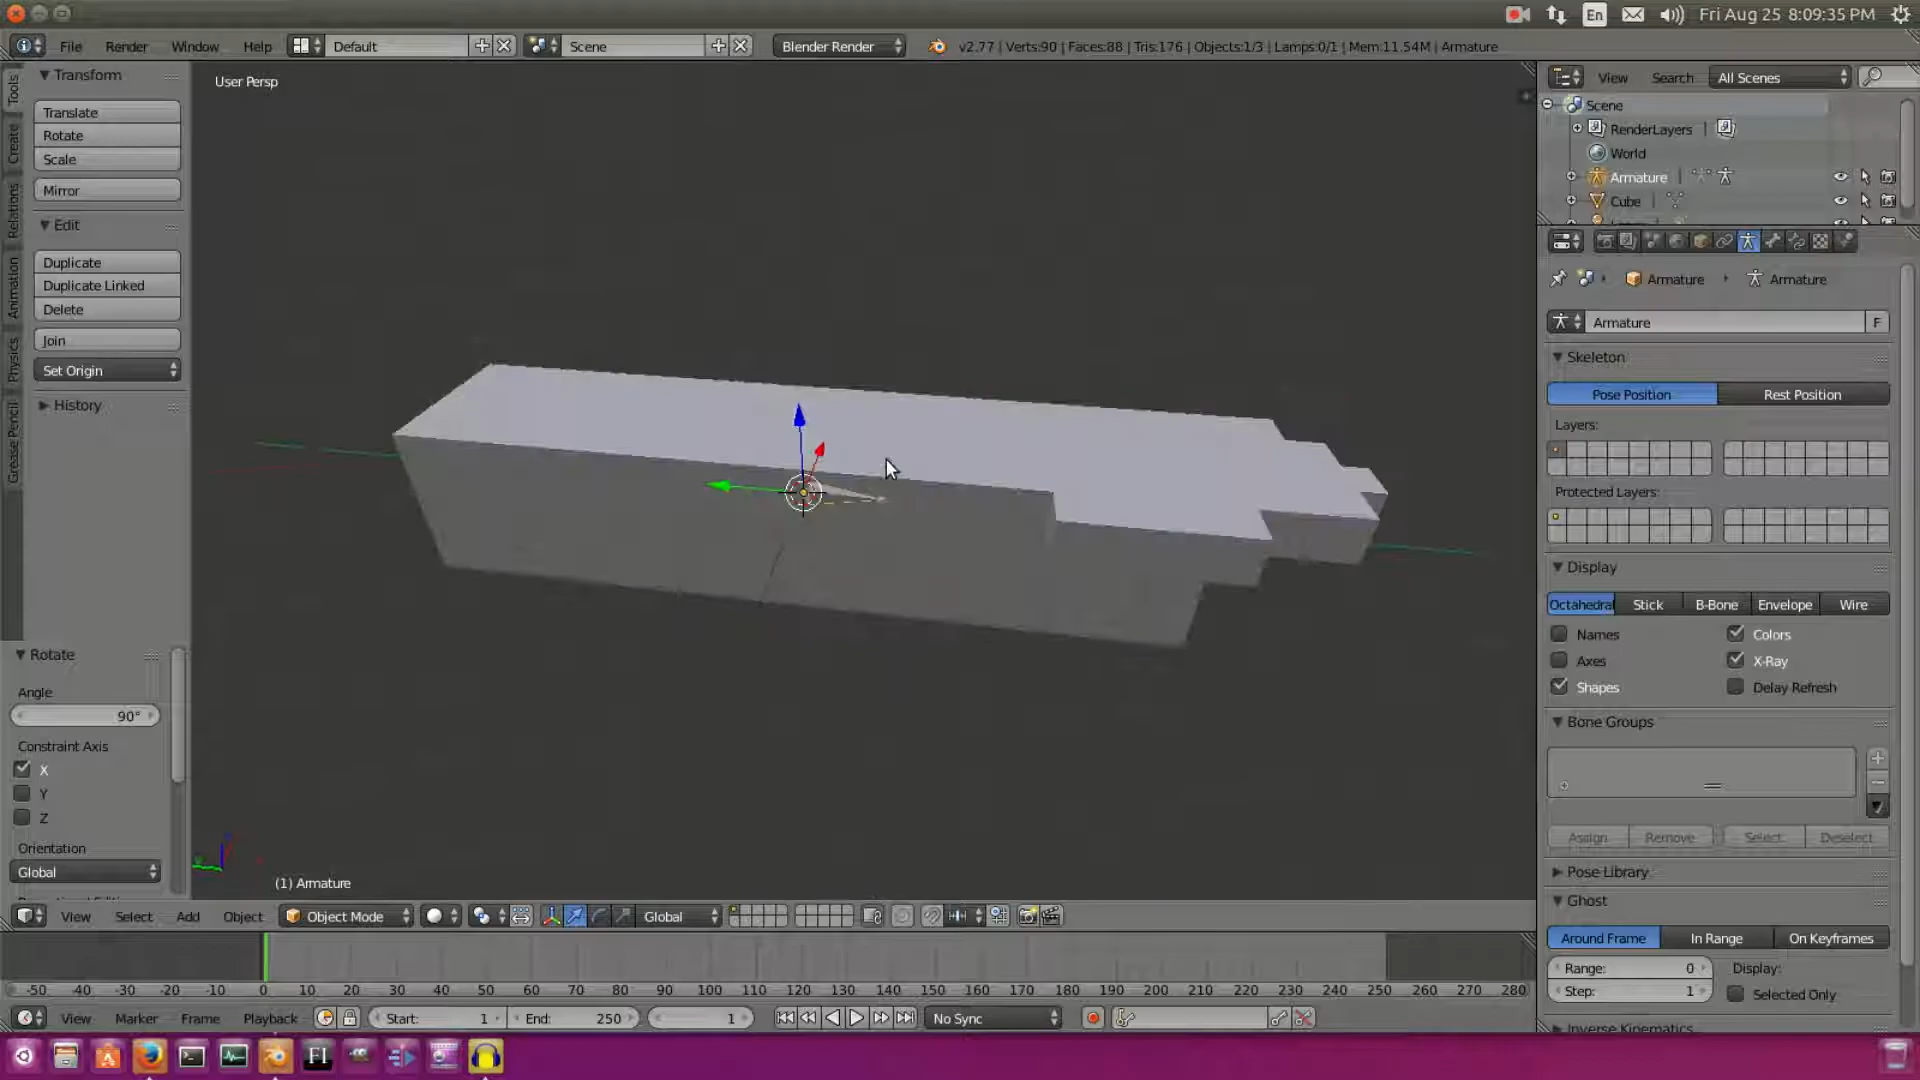 En Fri Aug 25 8:09:35 PM
File Render Window Help Default Scene Blender Render v2.77 | Verts:90 | Faces:88 | Tris:176 | Objects:1/3 | Lamps:0/1 | Mem:11.54M | Armature
Tools
Create
Relations
Animation
Physics
Grease Pencil
Transform
Translate
Rotate
Scale
Mirror
Edit
Duplicate
Duplicate Linked
Delete
Join
Set Origin
History
Rotate
Angle
90°
Constraint Axis
X
Y
Z
Orientation
Global
User Persp
(1) Armature
View Select Add Object Object Mode Global
-50 -40 -30 -20 -10 0 10 20 30 40 50 60 70 80 90 100 110 120 130 140 150 160 170 180 190 200 210 220 230 240 250 260 270 280
View Marker Frame Playback Start: 1 End: 250 1 No Sync
View Search All Scenes
Scene
RenderLayers |
World
Armature |
Cube |
Armature Armature
Armature F
Skeleton
Pose Position Rest Position
Layers:
Protected Layers:
Display
Octahedral Stick B-Bone Envelope Wire
Names Colors
Axes X-Ray
Shapes Delay Refresh
Bone Groups
Assign Remove Select Deselect
Pose Library
Ghost
Around Frame In Range On Keyframes
Range: 0 Display:
Step: 1 Selected Only
Inverse Kinematics